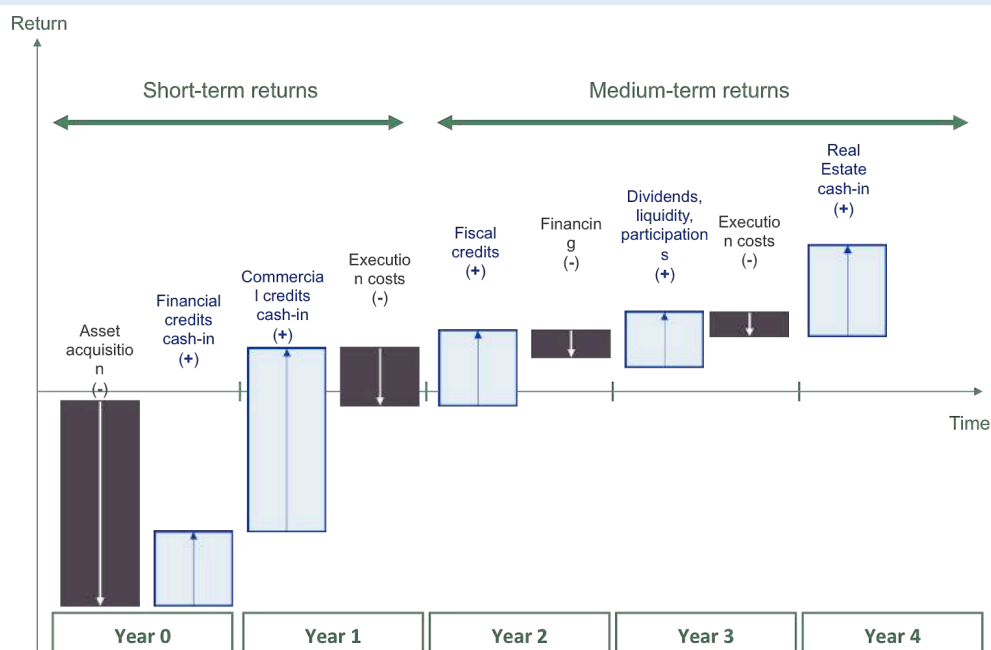 Return
Short-term returns
Medium-term returns
Asset
acquisitio
n
(-)
Financial
credits
cash-in
(+)
Commercia
l credits
cash-in
(+)
Executio
n costs
(-)
Fiscal
credits
(+)
Financin
g
(-)
Dividends,
liquidity,
participation
s
(+)
Executio
n costs
(-)
Real
Estate
cash-in
(+)
Time
Year 0
Year 1
Year 2
Year 3
Year 4